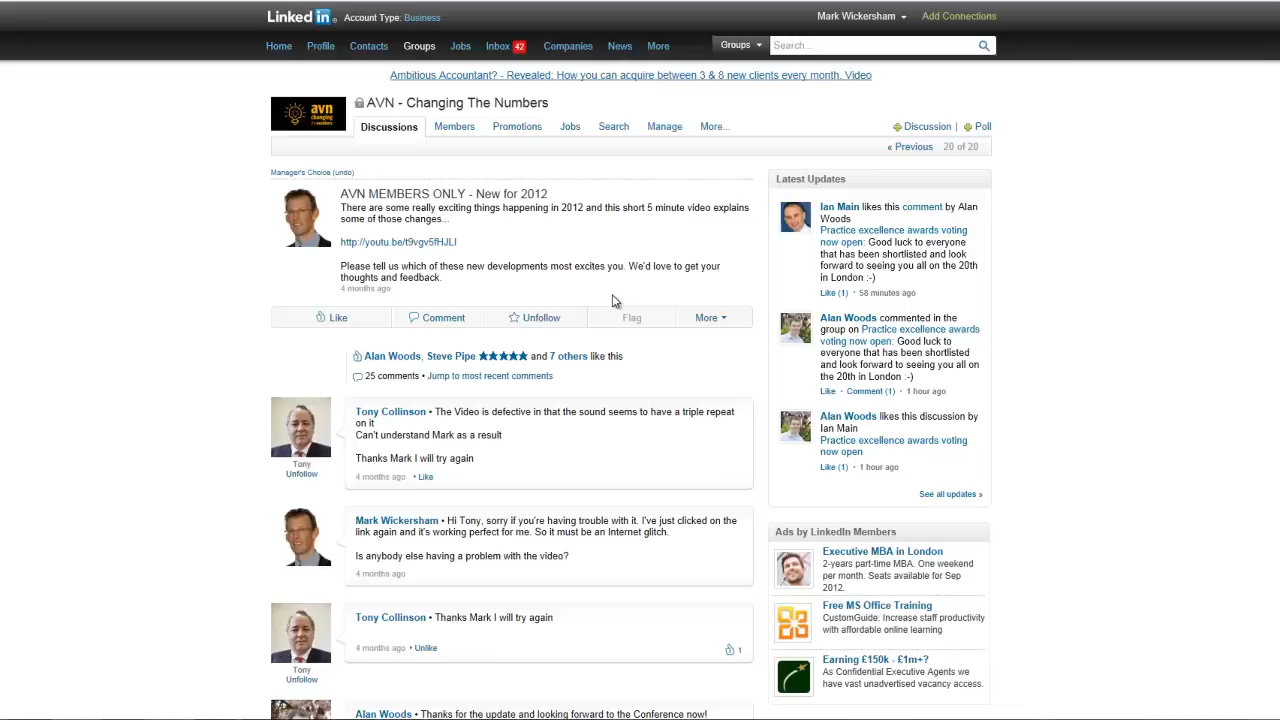 Linked in® Account Type: Business
Mark Wickersham Add Connections
Home Profile Contacts Groups Jobs Inbox 42 Companies News More
Groups Search...
Ambitious Accountant? - Revealed: How you can acquire between 3 & 8 new clients every month. Video
avn changing the numbers
AVN - Changing The Numbers
Discussions Members Promotions Jobs Search Manage More...
Discussion | Poll
« Previous 20 of 20
Manager's Choice (undo)
AVN MEMBERS ONLY - New for 2012
There are some really exciting things happening in 2012 and this short 5 minute video explains
some of those changes...
http://youtu.be/t9vgv5fHJLI
Please tell us which of these new developments most excites you. We'd love to get your
thoughts and feedback.
4 months ago
Like Comment Unfollow Flag More
Alan Woods, Steve Pipe ★★★★★ and 7 others like this
25 comments • Jump to most recent comments
Tony Collinson • The Video is defective in that the sound seems to have a triple repeat
on it
Can't understand Mark as a result
Thanks Mark I will try again
4 months ago • Like
Tony
Unfollow
Mark Wickersham • Hi Tony, sorry if you're having trouble with it. I've just clicked on the
link again and it's working perfect for me. So it must be an Internet glitch.
Is anybody else having a problem with the video?
4 months ago
Tony Collinson • Thanks Mark I will try again
4 months ago • Unlike
1
Tony
Unfollow
Alan Woods • Thanks for the update and looking forward to the Conference now!
Latest Updates
Ian Main likes this comment by Alan
Woods
Practice excellence awards voting
now open: Good luck to everyone
that has been shortlisted and look
forward to seeing you all on the 20th
in London :-)
Like (1) • 58 minutes ago
Alan Woods commented in the
group on Practice excellence awards
voting now open: Good luck to
everyone that has been shortlisted
and look forward to seeing you all on
the 20th in London :-)
Like • Comment (1) • 1 hour ago
Alan Woods likes this discussion by
Ian Main
Practice excellence awards voting
now open
Like (1) • 1 hour ago
See all updates »
Ads by LinkedIn Members
Executive MBA in London
2-years part-time MBA. One weekend
per month. Seats available for Sep
2012.
Free MS Office Training
CustomGuide: Increase staff productivity
with affordable online learning
Earning £150k - £1m+?
As Confidential Executive Agents we
have vast unadvertised vacancy access.